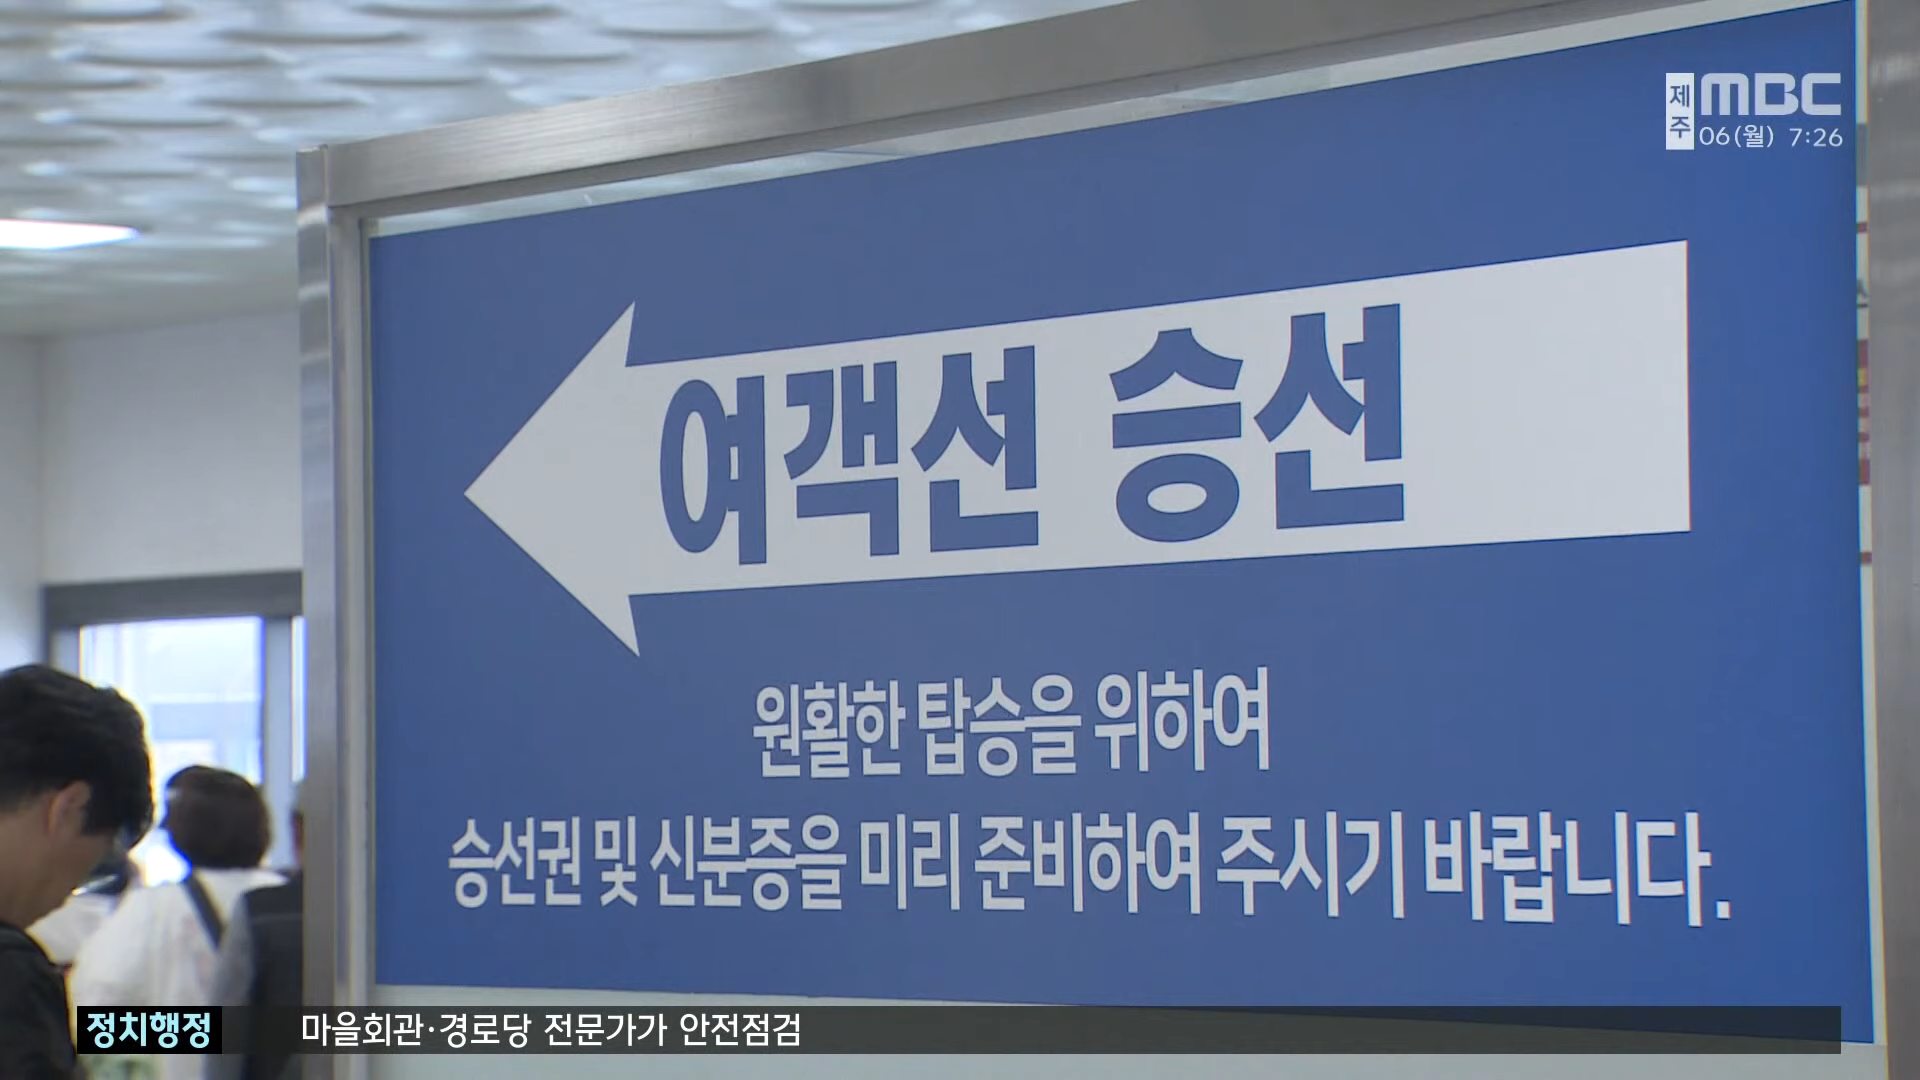 제주 MBC
06(월) 7:26
여객선 승선
원활한 탑승을 위하여
승선권 및 신분증을 미리 준비하여 주시기 바랍니다.
정치행정 마을회관·경로당 전문가가 안전점검